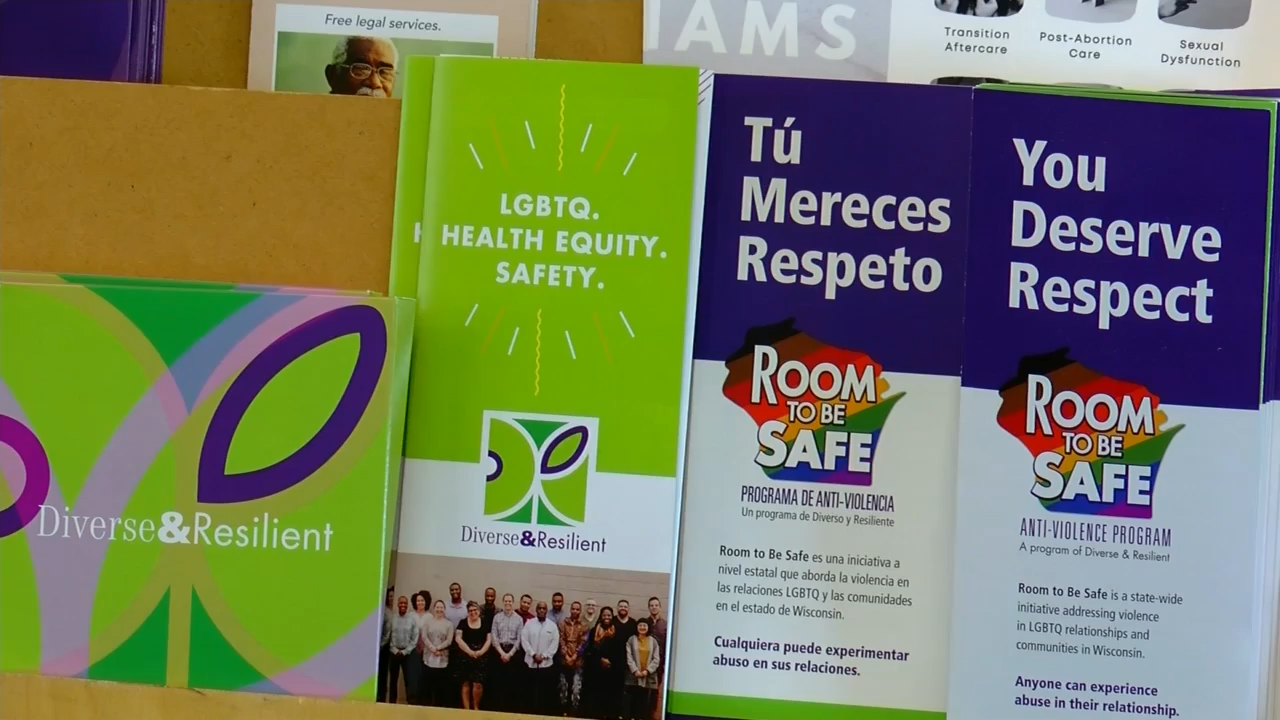 Free legal services.
AMS
Transition
Aftercare
Post-Abortion
Care
Sexual
Dysfunction
Diverse&Resilient
LGBTQ.
HEALTH EQUITY.
SAFETY.
Diverse&Resilient
Tú
Mereces
Respeto
ROOM
TO BE
SAFE
PROGRAMA DE ANTI-VIOLENCIA
Un programa de Diverso y Resiliente
Room to Be Safe es una iniciativa a
nivel estatal que aborda la violencia en
las relaciones LGBTQ y las comunidades
en el estado de Wisconsin.
Cualquiera puede experimentar
abuso en sus relaciones.
You
Deserve
Respect
ROOM
TO BE
SAFE
ANTI-VIOLENCE PROGRAM
A program of Diverse & Resilient
Room to Be Safe is a state-wide
initiative addressing violence
in LGBTQ relationships and
communities in Wisconsin.
Anyone can experience
abuse in their relationship.